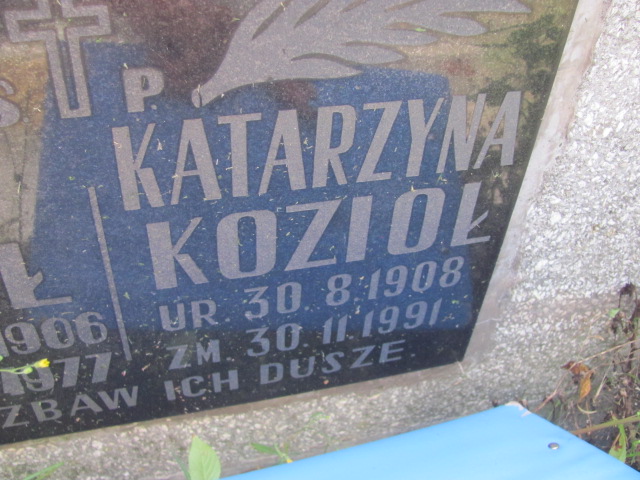 Ś P.
KATARZYNA
KOZIOŁ
UR 30 8 1908
ZM 30 11 1991
Ł
1906
1977
ZBAW ICH DUSZE